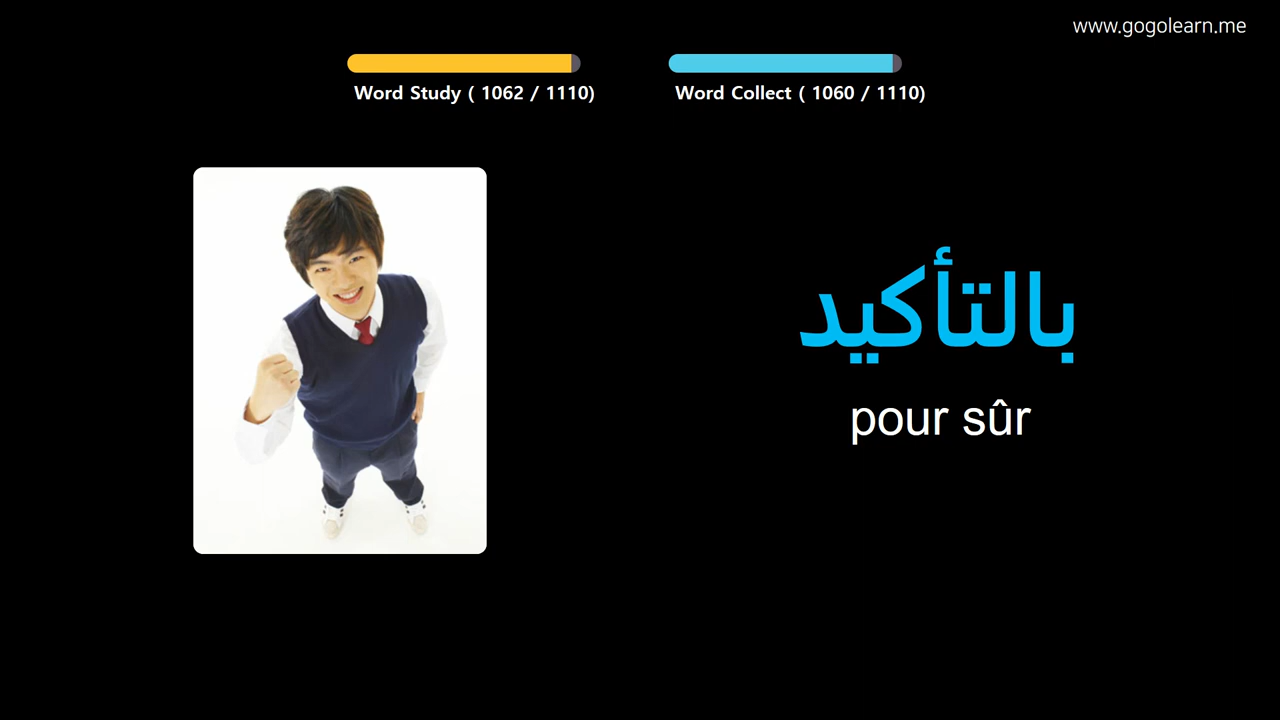 www.gogolearn.me
Word Study ( 1062 / 1110)
Word Collect ( 1060 / 1110)
بالتأكيد
pour sûr